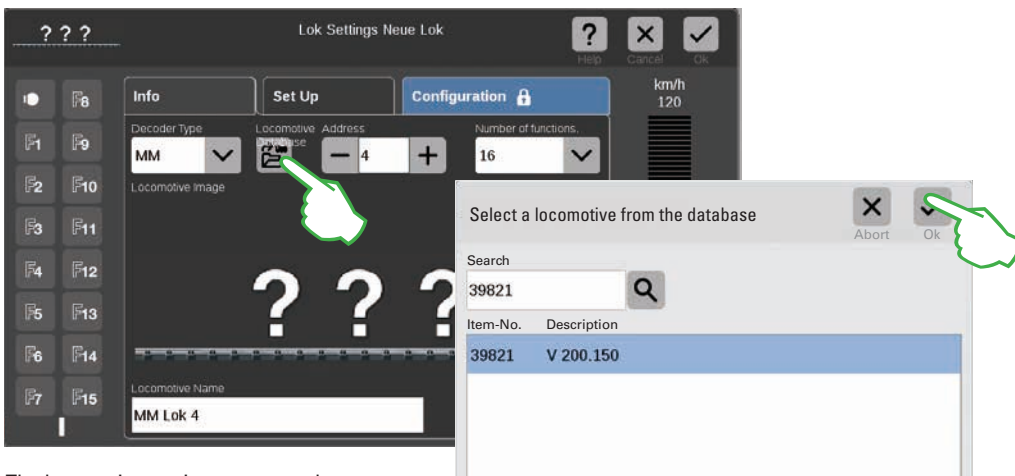 ? ? ?
Lok Settings Neue Lok
?
Help
Cancel
Ok
Info
Set Up
Configuration
km/h
120
Decoder Type
Locomotive Database
Address
Number of functions.
MM
4
16
Locomotive Image
F8
F1
F9
F2
F10
F3
F11
F4
F12
F5
F13
F6
F14
F7
F15
? ? ?
Locomotive Name
MM Lok 4
Select a locomotive from the database
Abort
Ok
Search
39821
Item-No.
Description
39821
V 200.150